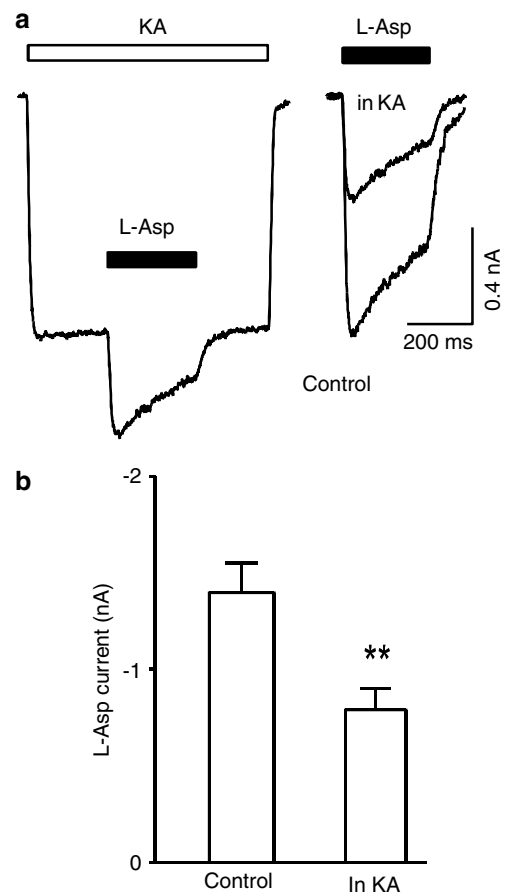 a
KA
L-Asp
in KA
L-Asp
0.4 nA
200 ms
Control
b
-2
-1
0
L-Asp current (nA)
**
Control
In KA